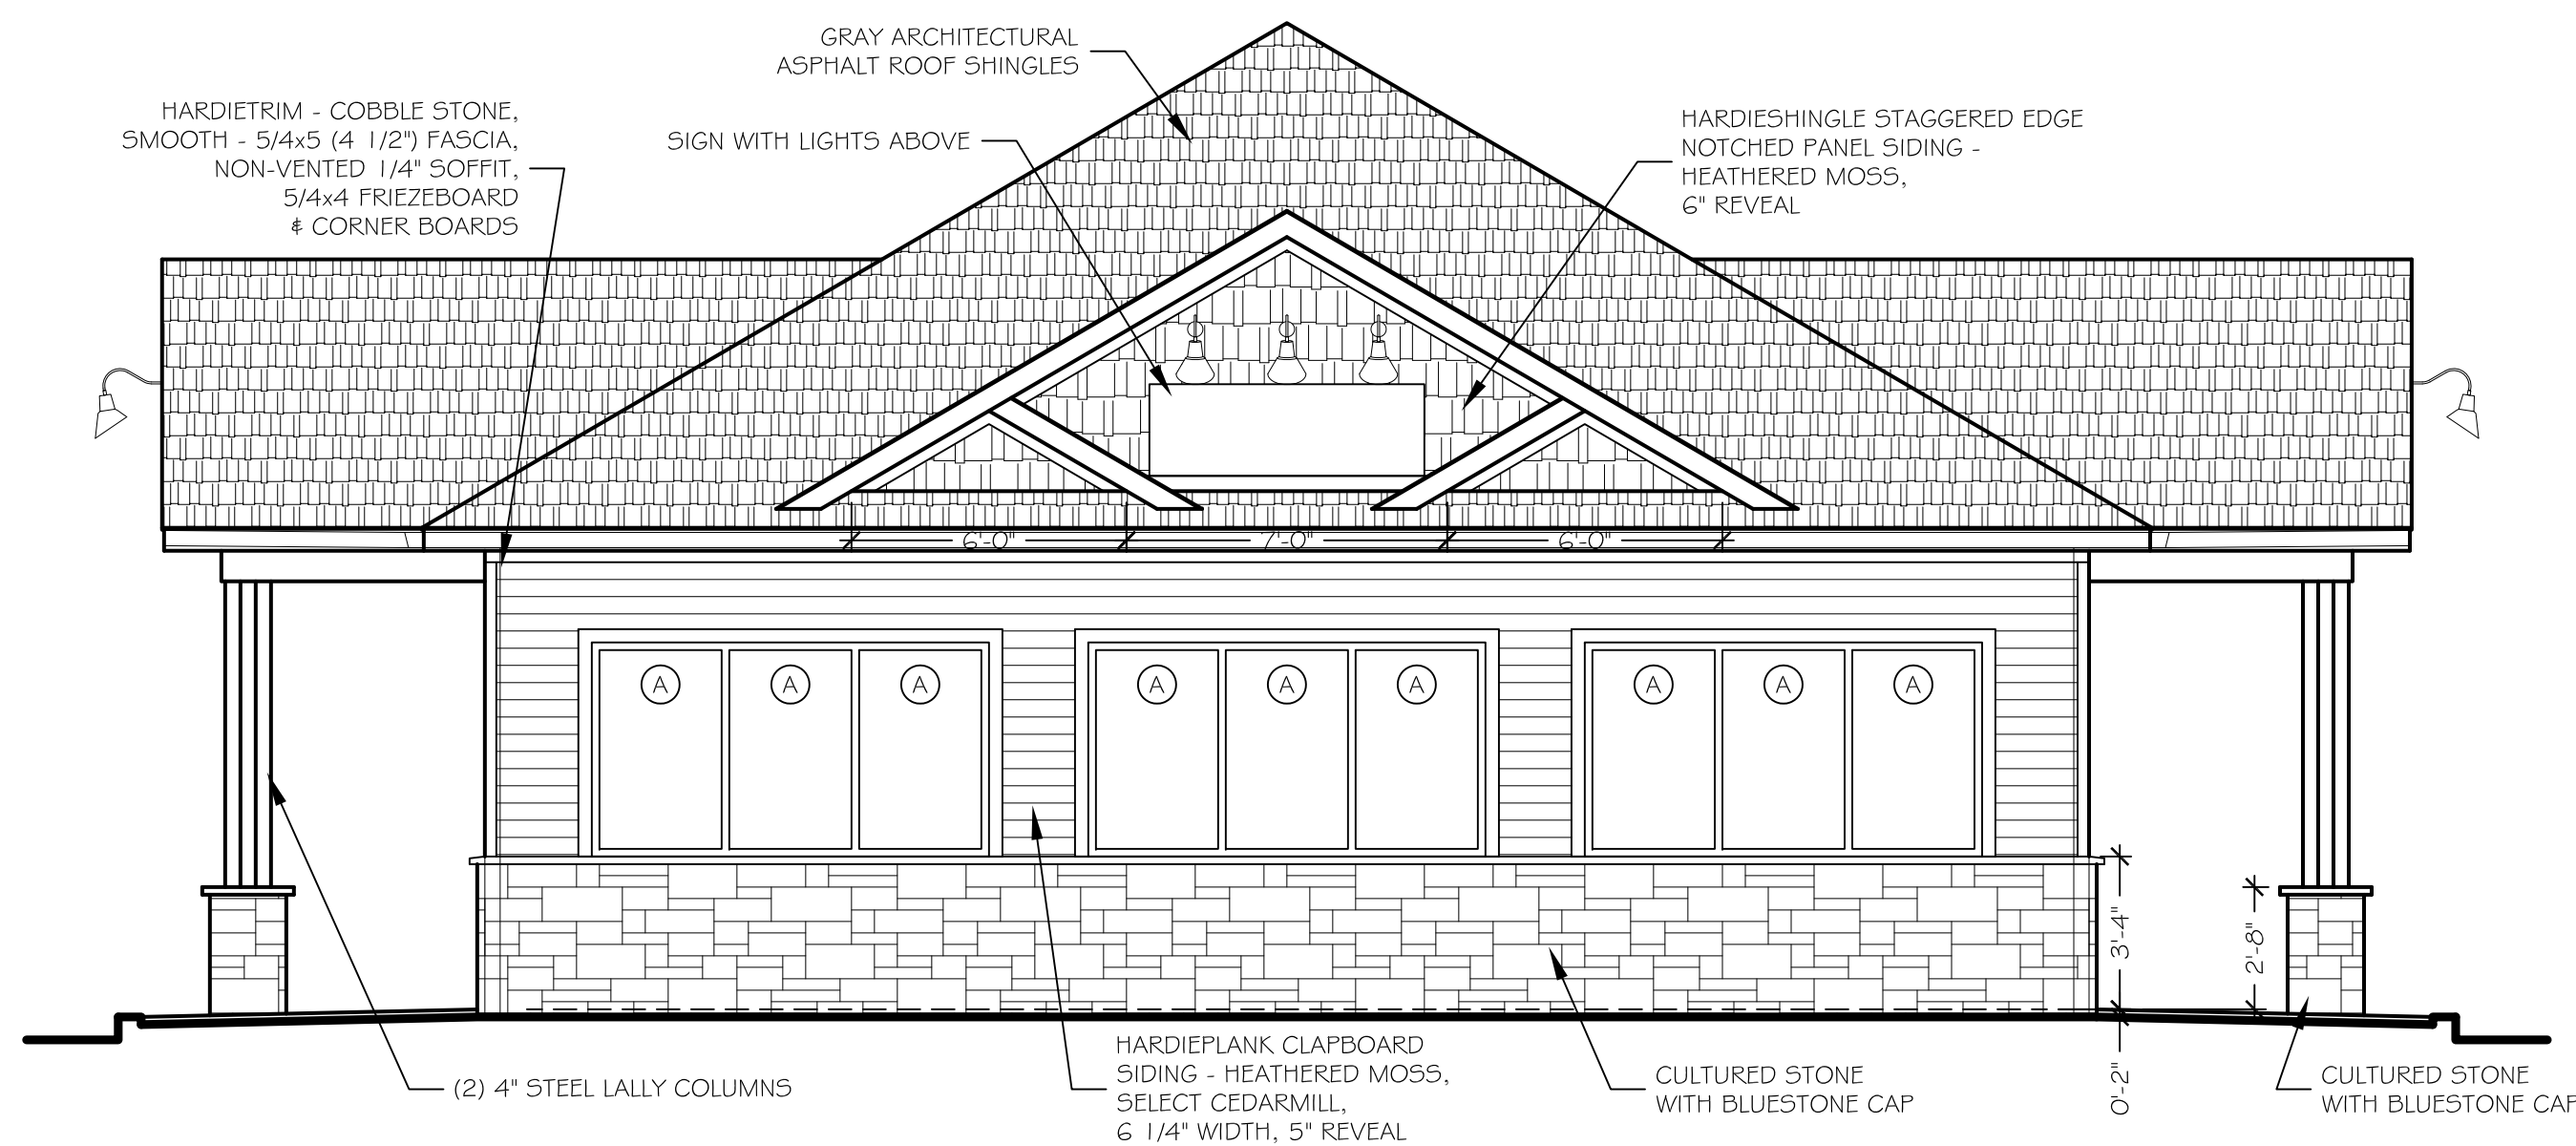 GRAY ARCHITECTURAL
ASPHALT ROOF SHINGLES
HARDIETRIM - COBBLE STONE,
SMOOTH - 5/4x5 (4 1/2") FASCIA,
NON-VENTED 1/4" SOFFIT,
5/4x4 FRIEZEBOARD
& CORNER BOARDS
SIGN WITH LIGHTS ABOVE
HARDIESHINGLE STAGGERED EDGE
NOTCHED PANEL SIDING -
HEATHERED MOSS,
6" REVEAL
6'-0" 7'-0" 6'-0"
A A A A A A A A A
3'-4"
2'-8"
0'-2"
(2) 4" STEEL LALLY COLUMNS
HARDIEPLANK CLAPBOARD
SIDING - HEATHERED MOSS,
SELECT CEDARMILL,
6 1/4" WIDTH, 5" REVEAL
CULTURED STONE
WITH BLUESTONE CAP
CULTURED STONE
WITH BLUESTONE CAP